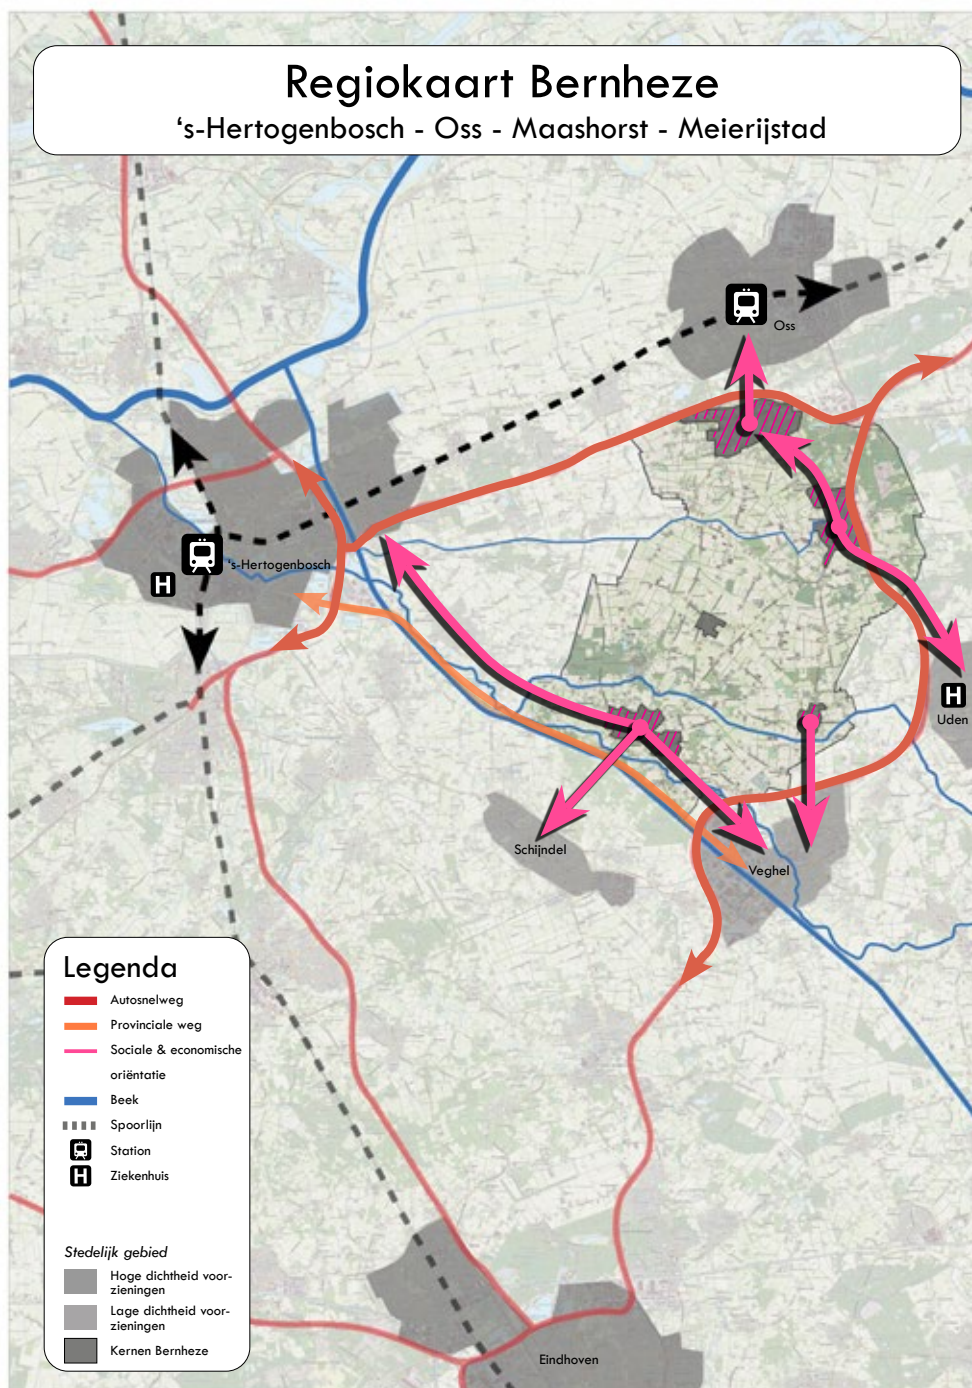 Regiokaart Bernheze
‘s-Hertogenbosch - Oss - Maashorst - Meierijstad
Oss
‘s-Hertogenbosch
H
H
Uden
Schijndel
Veghel
Legenda
Autosnelweg
Provinciale weg
Sociale & economische
oriëntatie
Beek
Spoorlijn
Station
H Ziekenhuis
Stedelijk gebied
Hoge dichtheid voor-
zieningen
Lage dichtheid voor-
zieningen
Kernen Bernheze
Eindhoven